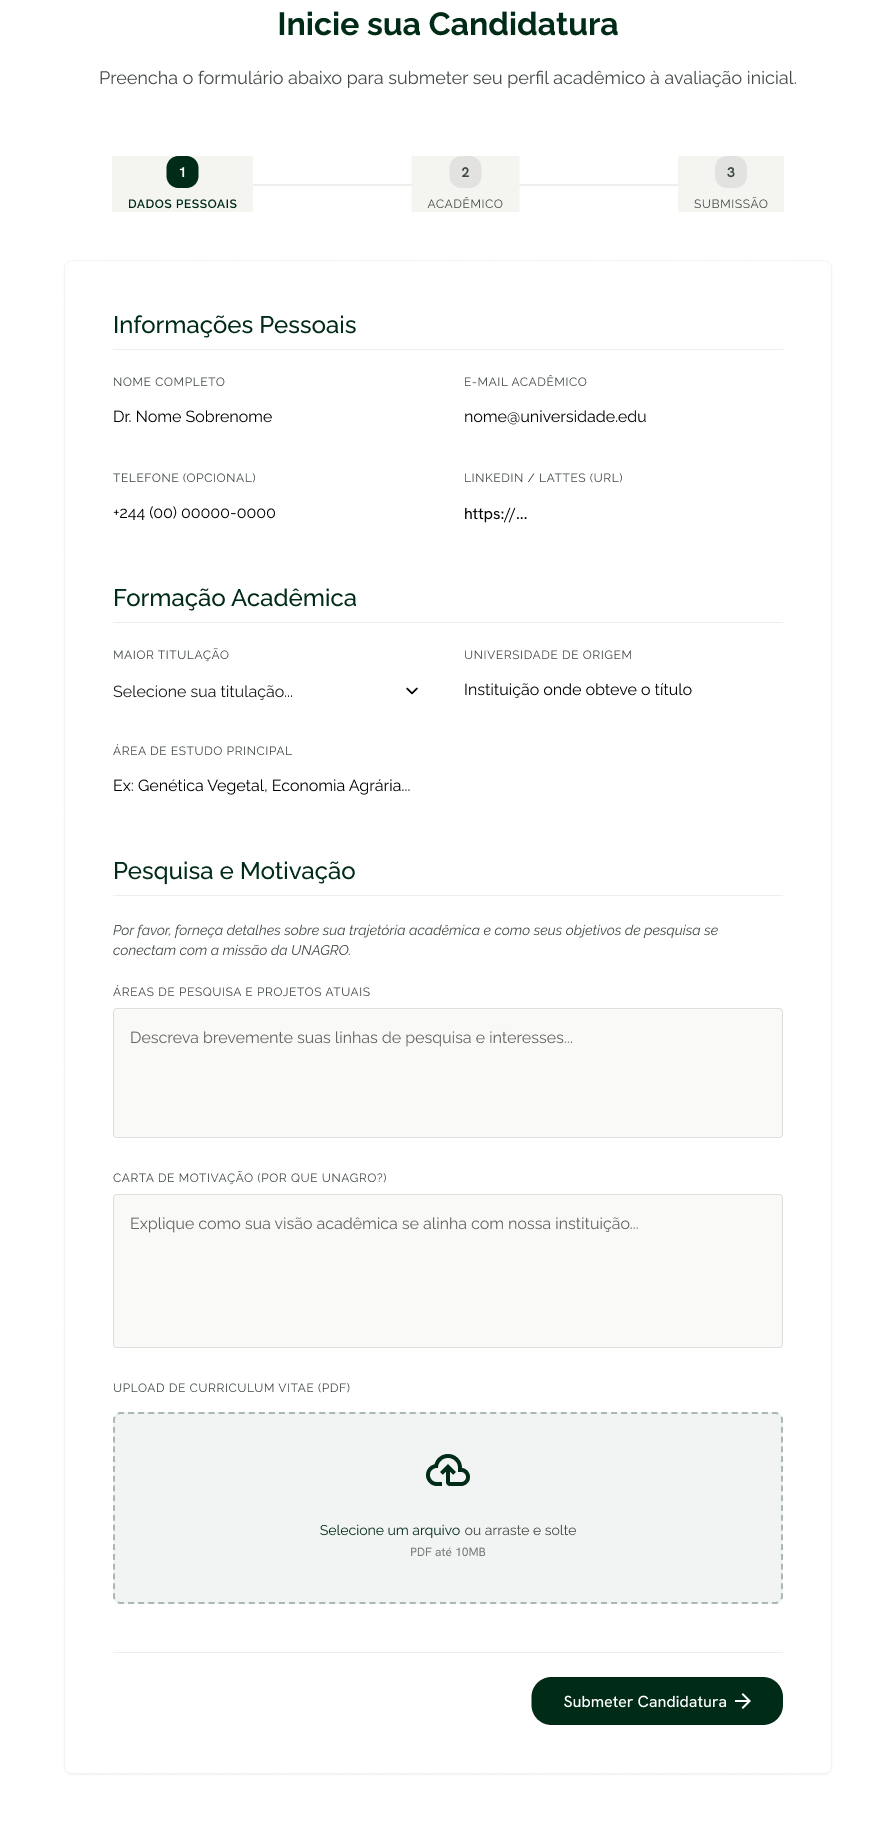 Inicie sua Candidatura
Preencha o formulário abaixo para submeter seu perfil acadêmico à avaliação inicial.
1
DADOS PESSOAIS
2
ACADÊMICO
3
SUBMISSÃO
Informações Pessoais
NOME COMPLETO
Dr. Nome Sobrenome
E-MAIL ACADÊMICO
nome@universidade.edu
TELEFONE (OPCIONAL)
+244 (00) 00000-0000
LINKEDIN / LATTES (URL)
https://...
Formação Acadêmica
MAIOR TITULAÇÃO
Selecione sua titulação...
UNIVERSIDADE DE ORIGEM
Instituição onde obteve o título
ÁREA DE ESTUDO PRINCIPAL
Ex: Genética Vegetal, Economia Agrária...
Pesquisa e Motivação
Por favor, forneça detalhes sobre sua trajetória acadêmica e como seus objetivos de pesquisa se
conectam com a missão da UNAGRO.
ÁREAS DE PESQUISA E PROJETOS ATUAIS
Descreva brevemente suas linhas de pesquisa e interesses...
CARTA DE MOTIVAÇÃO (POR QUE UNAGRO?)
Explique como sua visão acadêmica se alinha com nossa instituição...
UPLOAD DE CURRICULUM VITAE (PDF)
Selecione um arquivo ou arraste e solte
PDF até 10MB
Submeter Candidatura